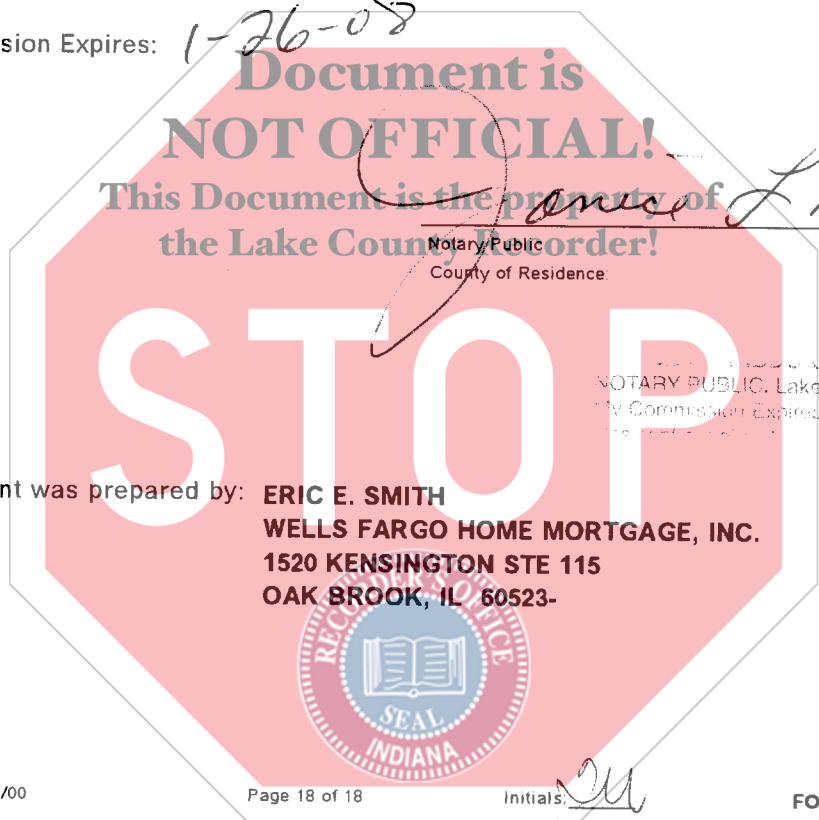 sion Expires: 1-26-08
Document is
NOT OFFICIAL!
This Document is the property of
the Lake County Recorder!
Janice L
Notary Public
County of Residence:
STOP
NOTARY PUBLIC, Lake
My Commission Expires
nt was prepared by: ERIC E. SMITH
WELLS FARGO HOME MORTGAGE, INC.
1520 KENSINGTON STE 115
OAK BROOK, IL 60523-
RECORDER'S OFFICE
SEAL
INDIANA
/00
Page 18 of 18
Initials:
FO